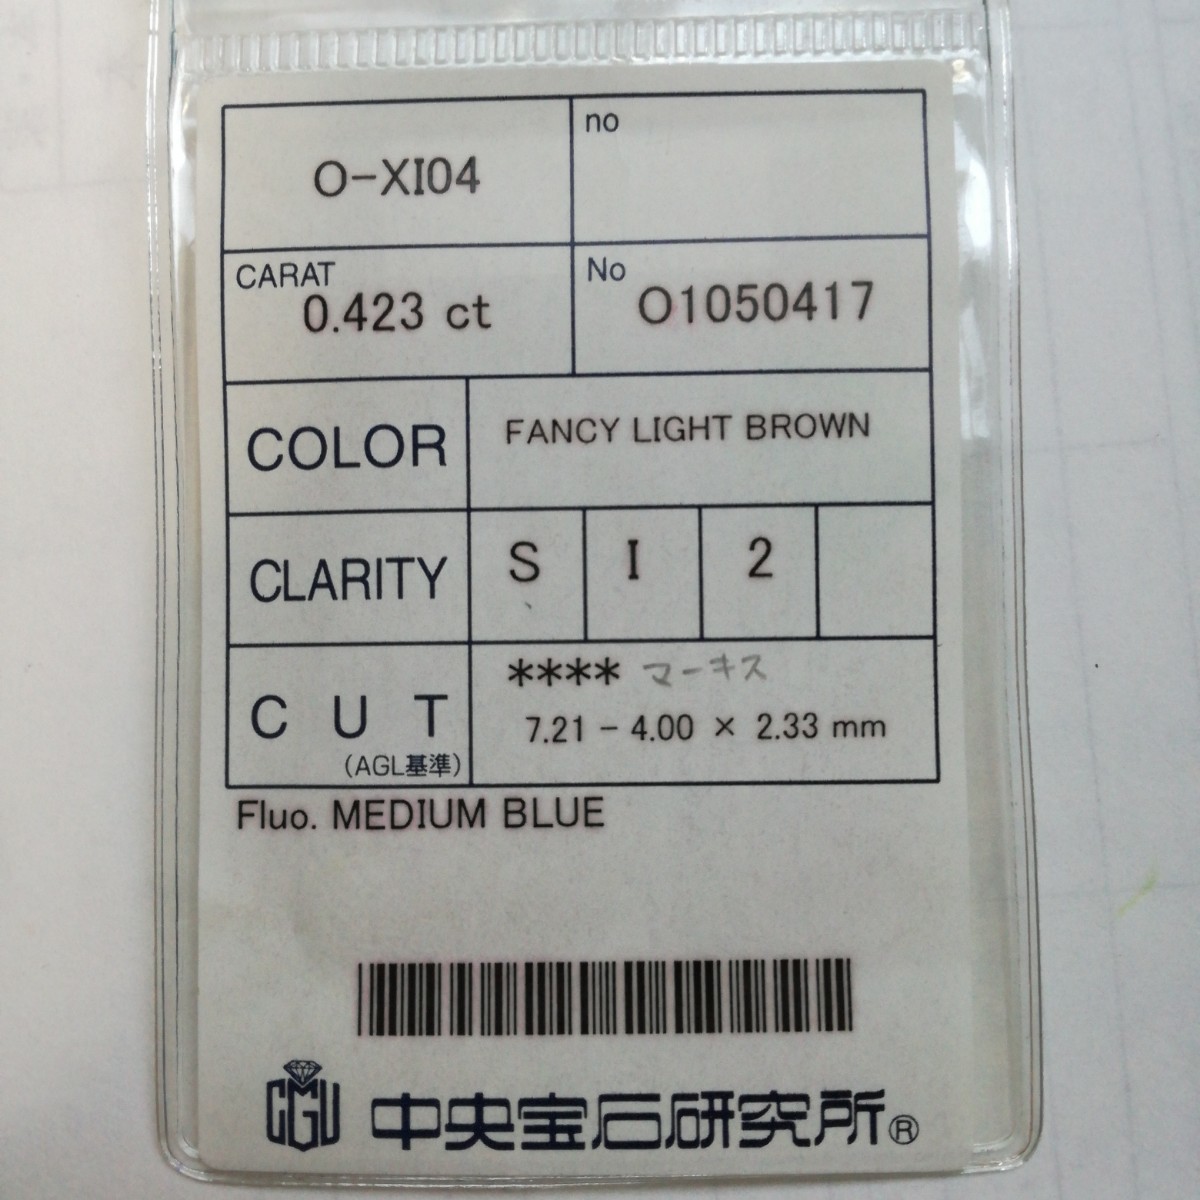 O-XI04
no
CARAT
0.423 ct
No
O1050417
COLOR
FANCY LIGHT BROWN
CLARITY
S I 2
CUT
(AGL基準)
**** マーキス
7.21 - 4.00 × 2.33 mm
Fluo. MEDIUM BLUE
CGU 中央宝石研究所®